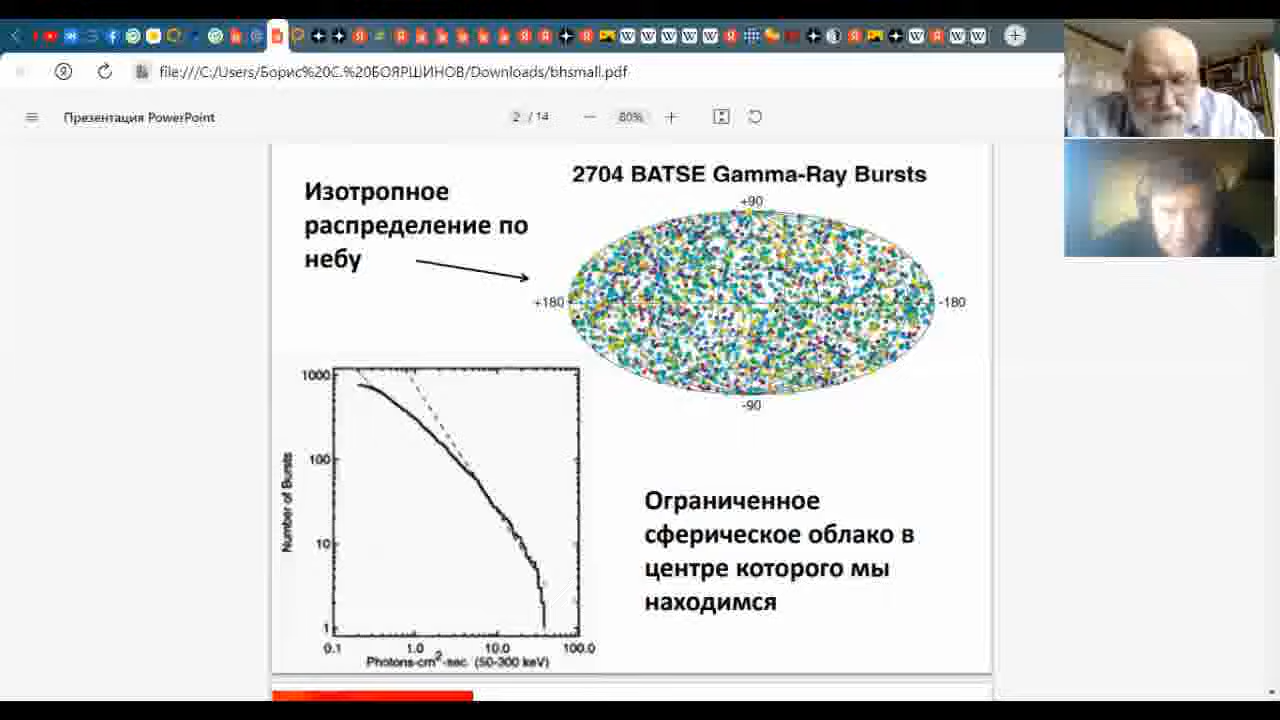 file:///C:/Users/Борис%20С.%20БОЯРШИНОВ/Downloads/bhsmall.pdf
Презентация PowerPoint
2 / 14
80%
Изотропное
распределение по
небу
2704 BATSE Gamma-Ray Bursts
+90
+180
-180
-90
1000
100
10
1
Number of Bursts
0.1 1.0 10.0 100.0
Photons-cm²-sec. (50-300 keV)
Ограниченное
сферическое облако в
центре которого мы
находимся